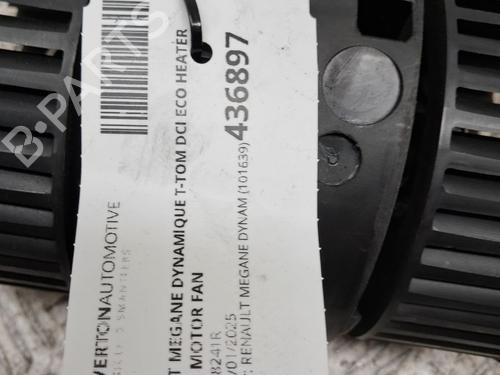 B-PARTS
VERTONAUTOMOTIVE
T MEGANE DYNAMIQUE T-TOM DCI ECO HEATER
MOTOR FAN
8241R
/01/2025
: RENAULT MEGANE DYNAM (101639)
436897